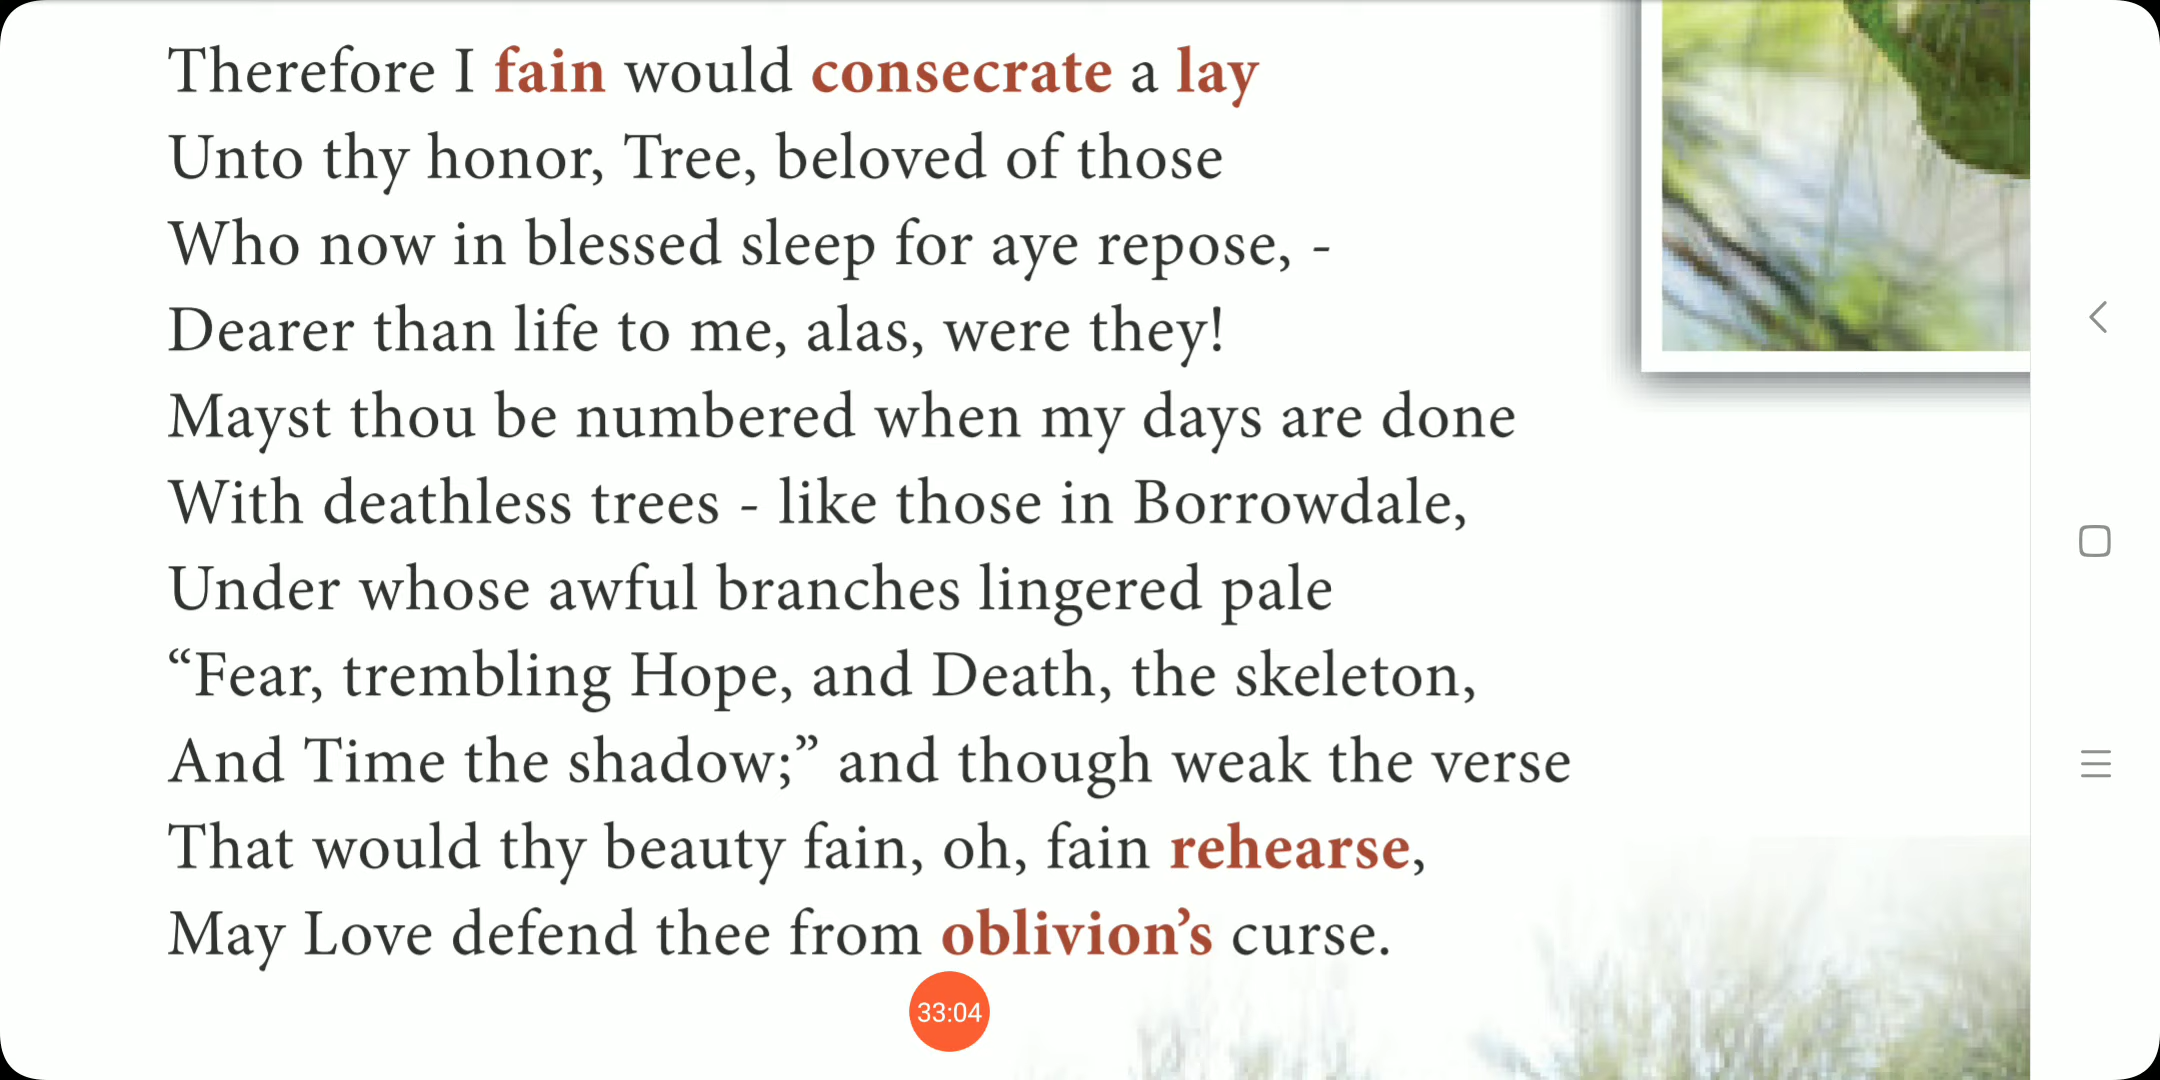 Therefore I fain would consecrate a lay
Unto thy honor, Tree, beloved of those
Who now in blessed sleep for aye repose, -
Dearer than life to me, alas, were they!
Mayst thou be numbered when my days are done
With deathless trees - like those in Borrowdale,
Under whose awful branches lingered pale
“Fear, trembling Hope, and Death, the skeleton,
And Time the shadow;” and though weak the verse
That would thy beauty fain, oh, fain rehearse,
May Love defend thee from oblivion’s curse.
33:04